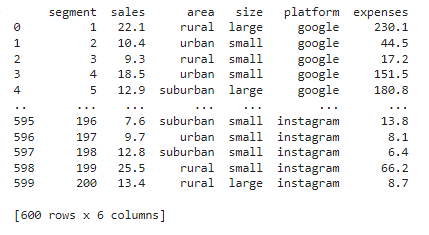 segment sales area size platform expenses
0 1 22.1 rural large google 230.1
1 2 10.4 urban small google 44.5
2 3 9.3 rural small google 17.2
3 4 18.5 urban small google 151.5
4 5 12.9 suburban large google 180.8
.. ... ... ... ... ... ...
595 196 7.6 suburban small instagram 13.8
596 197 9.7 urban small instagram 8.1
597 198 12.8 suburban small instagram 6.4
598 199 25.5 rural small instagram 66.2
599 200 13.4 rural large instagram 8.7
[600 rows x 6 columns]